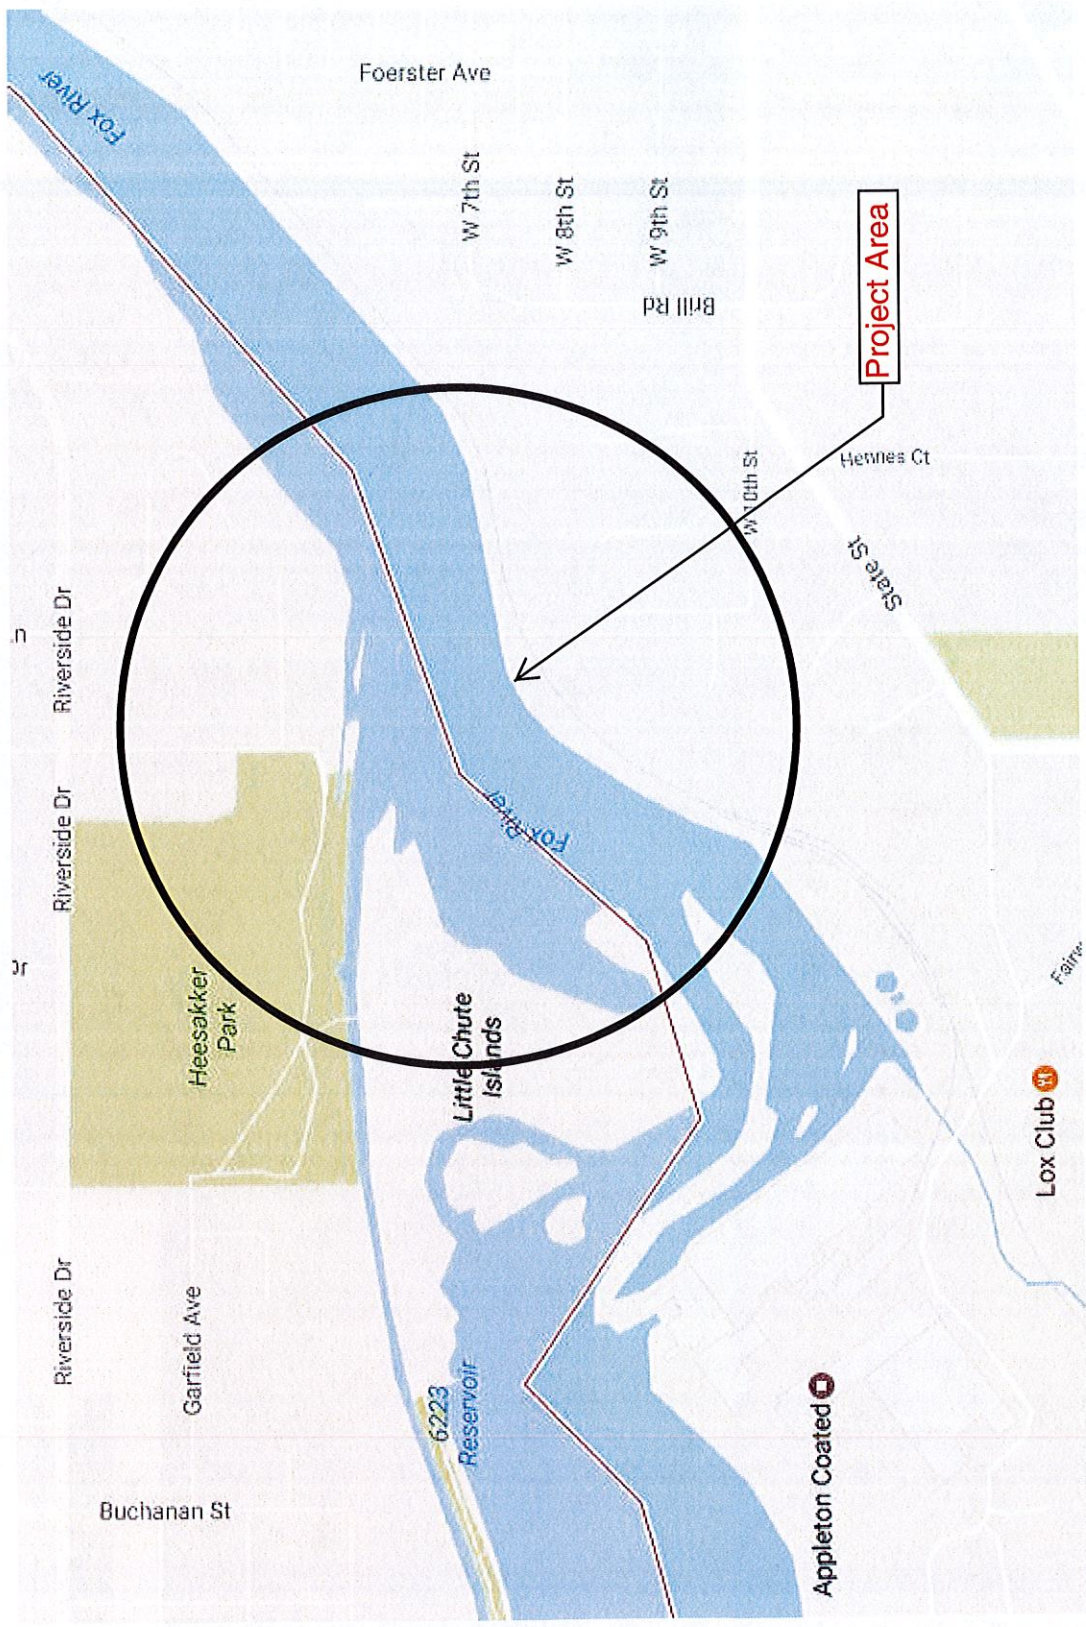 Riverside Dr
Riverside Dr
Riverside Dr
Garfield Ave
Buchanan St
Heesakker
Park
Little Chute
Islands
6223
Reservoir
Fox River
Fox River
Foerster Ave
W 7th St
W 8th St
W 9th St
Brill Rd
Project Area
W 10th St
Hennes Ct
State St
Lox Club
Appleton Coated